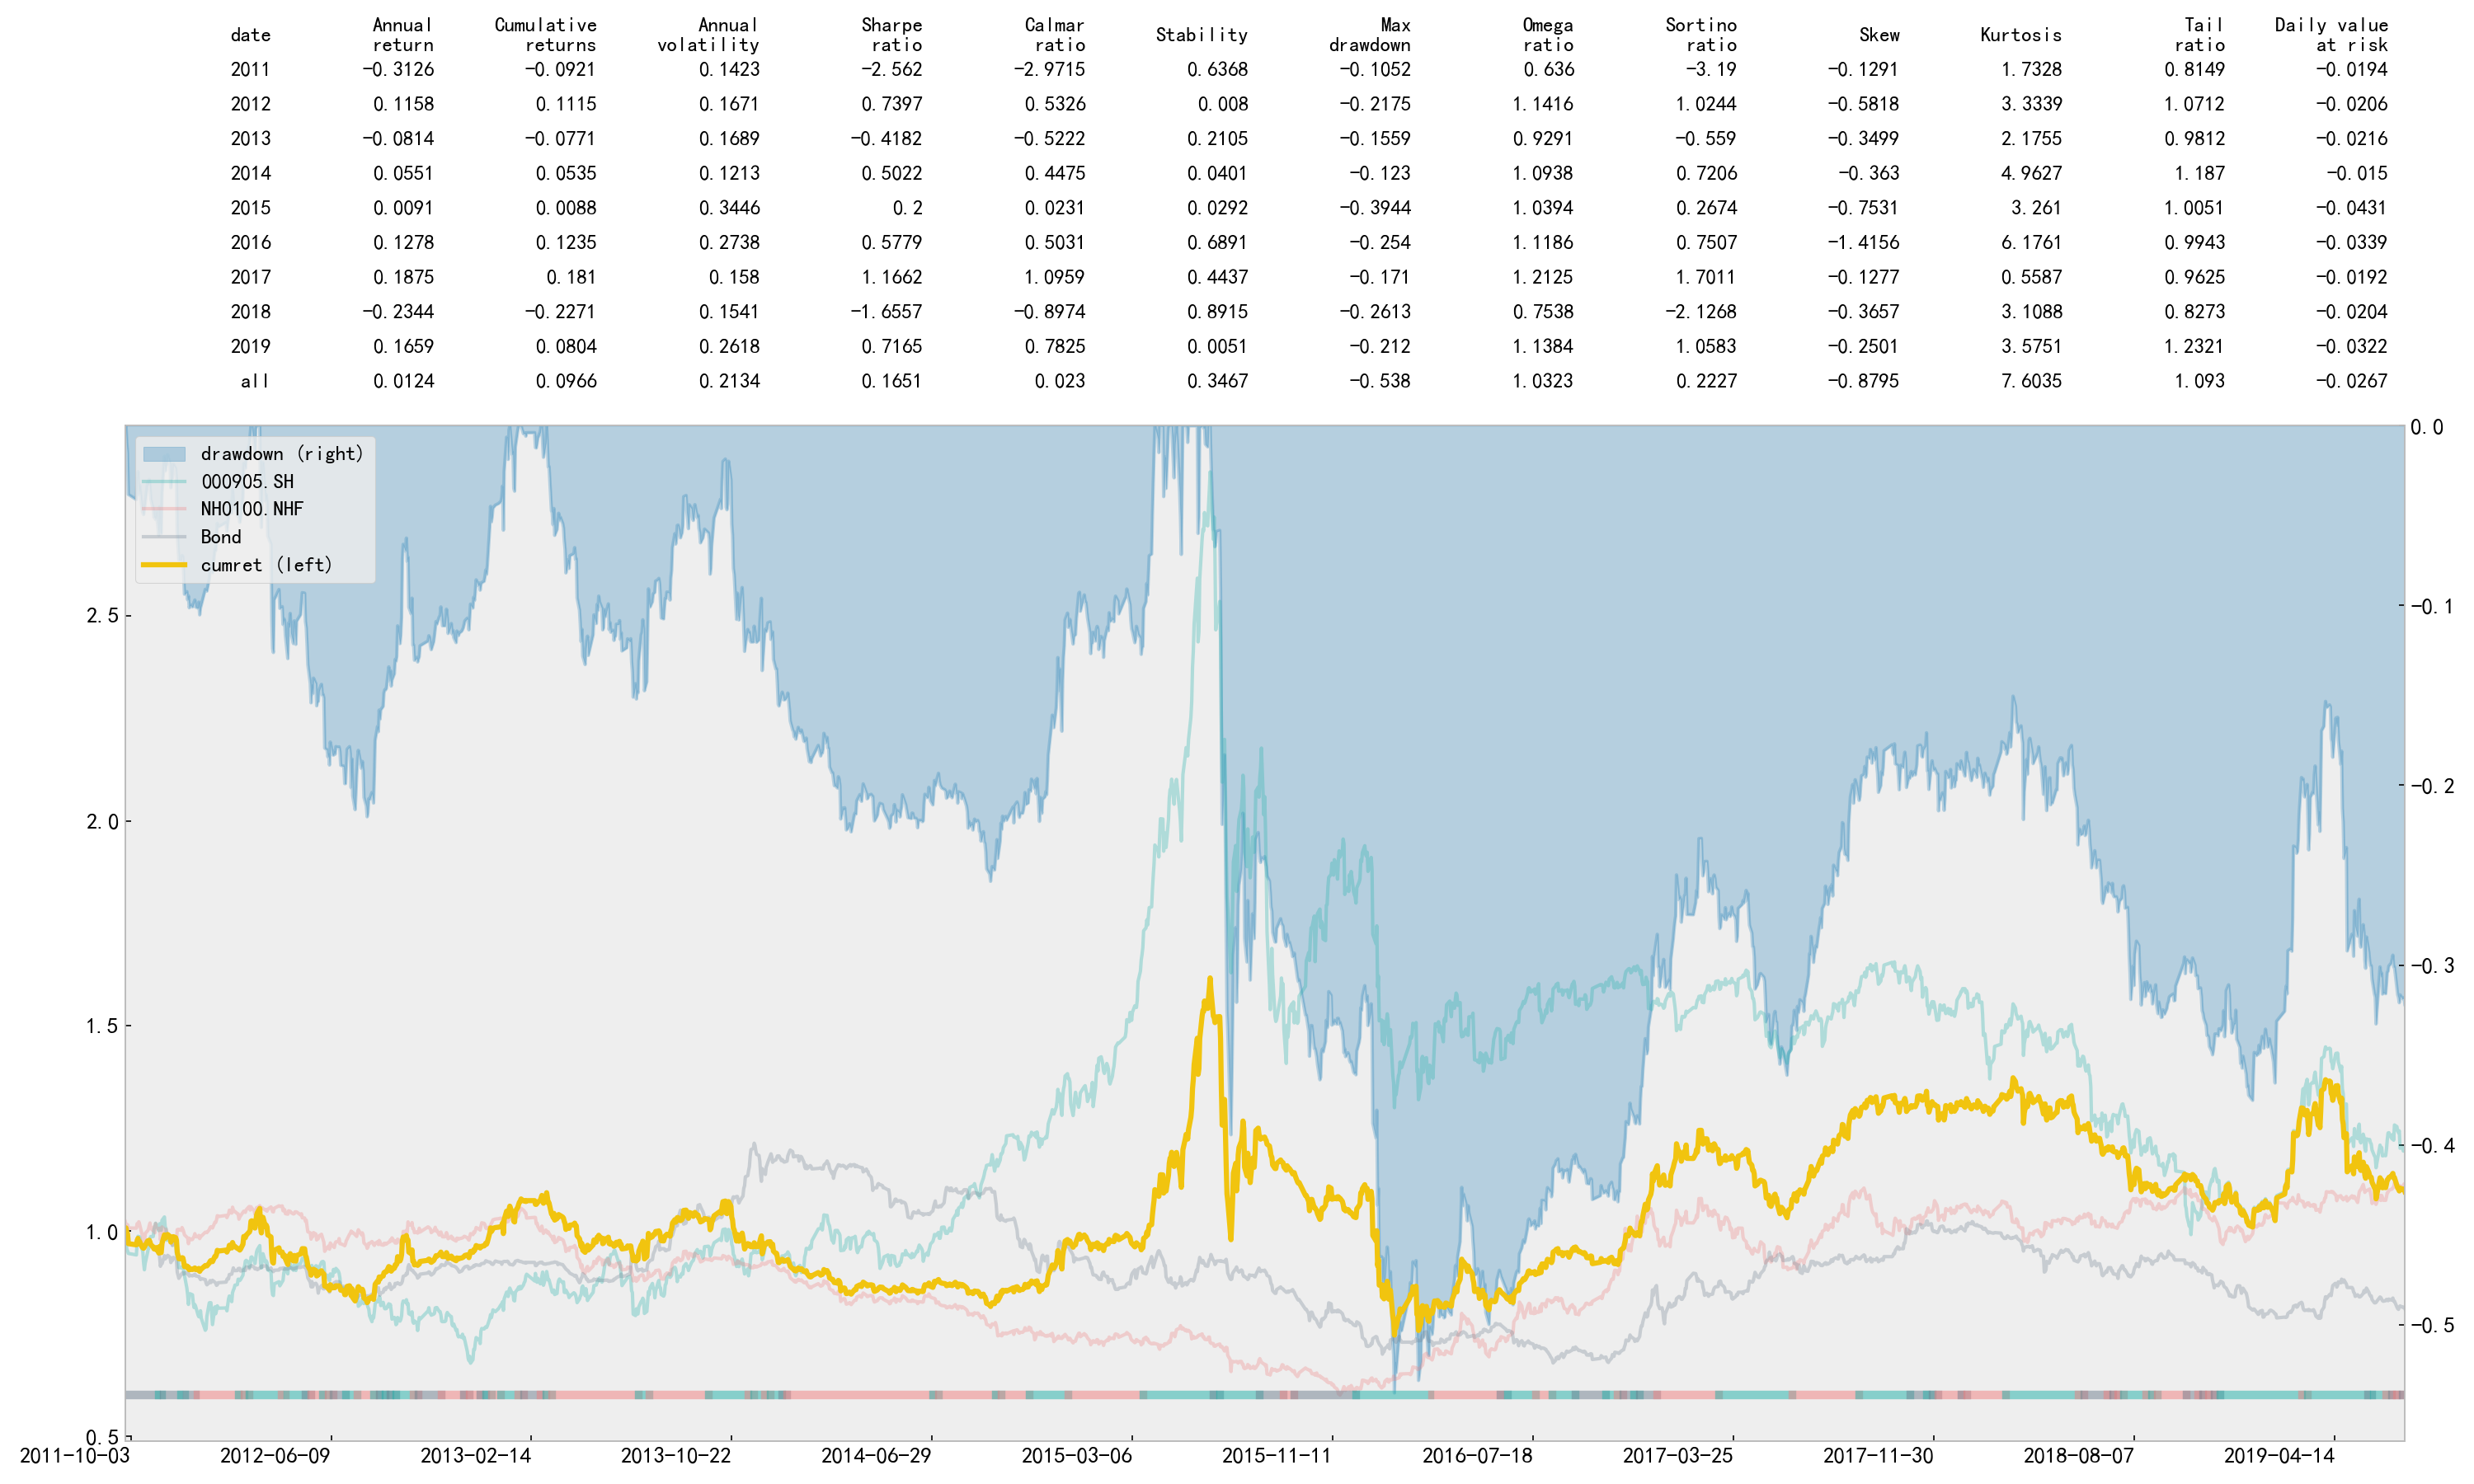 date Annual return Cumulative returns Annual volatility Sharpe ratio Calmar ratio Stability Max drawdown Omega ratio Sortino ratio Skew Kurtosis Tail ratio Daily value at risk
2011 -0.3126 -0.0921 0.1423 -2.562 -2.9715 0.6368 -0.1052 0.636 -3.19 -0.1291 1.7328 0.8149 -0.0194
2012 0.1158 0.1115 0.1671 0.7397 0.5326 0.008 -0.2175 1.1416 1.0244 -0.5818 3.3339 1.0712 -0.0206
2013 -0.0814 -0.0771 0.1689 -0.4182 -0.5222 0.2105 -0.1559 0.9291 -0.559 -0.3499 2.1755 0.9812 -0.0216
2014 0.0551 0.0535 0.1213 0.5022 0.4475 0.0401 -0.123 1.0938 0.7206 -0.363 4.9627 1.187 -0.015
2015 0.0091 0.0088 0.3446 0.2 0.0231 0.0292 -0.3944 1.0394 0.2674 -0.7531 3.261 1.0051 -0.0431
2016 0.1278 0.1235 0.2738 0.5779 0.5031 0.6891 -0.254 1.1186 0.7507 -1.4156 6.1761 0.9943 -0.0339
2017 0.1875 0.181 0.158 1.1662 1.0959 0.4437 -0.171 1.2125 1.7011 -0.1277 0.5587 0.9625 -0.0192
2018 -0.2344 -0.2271 0.1541 -1.6557 -0.8974 0.8915 -0.2613 0.7538 -2.1268 -0.3657 3.1088 0.8273 -0.0204
2019 0.1659 0.0804 0.2618 0.7165 0.7825 0.0051 -0.212 1.1384 1.0583 -0.2501 3.5751 1.2321 -0.0322
all 0.0124 0.0966 0.2134 0.1651 0.023 0.3467 -0.538 1.0323 0.2227 -0.8795 7.6035 1.093 -0.0267
drawdown (right)
000905.SH
NH0100.NHF
Bond
cumret (left)
2.5
2.0
1.5
1.0
0.5
0.0
-0.1
-0.2
-0.3
-0.4
-0.5
2011-10-03 2012-06-09 2013-02-14 2013-10-22 2014-06-29 2015-03-06 2015-11-11 2016-07-18 2017-03-25 2017-11-30 2018-08-07 2019-04-14